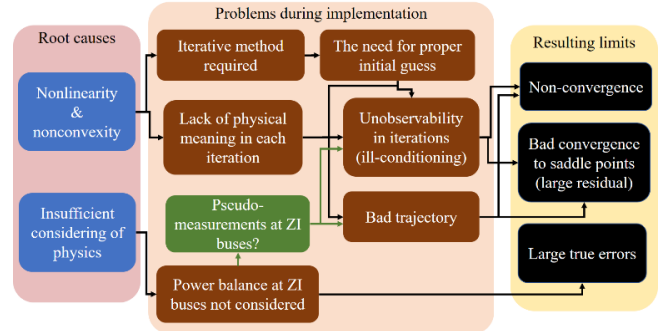 Root causes
Nonlinearity
&
nonconvexity
Insufficient
considering of
physics
Problems during implementation
Iterative method
required
The need for proper
initial guess
Lack of physical
meaning in each
iteration
Unobservability
in iterations
(ill-conditioning)
Pseudo-
measurements at ZI
buses?
Bad trajectory
Power balance at ZI
buses not considered
Resulting limits
Non-convergence
Bad convergence
to saddle points
(large residual)
Large true errors